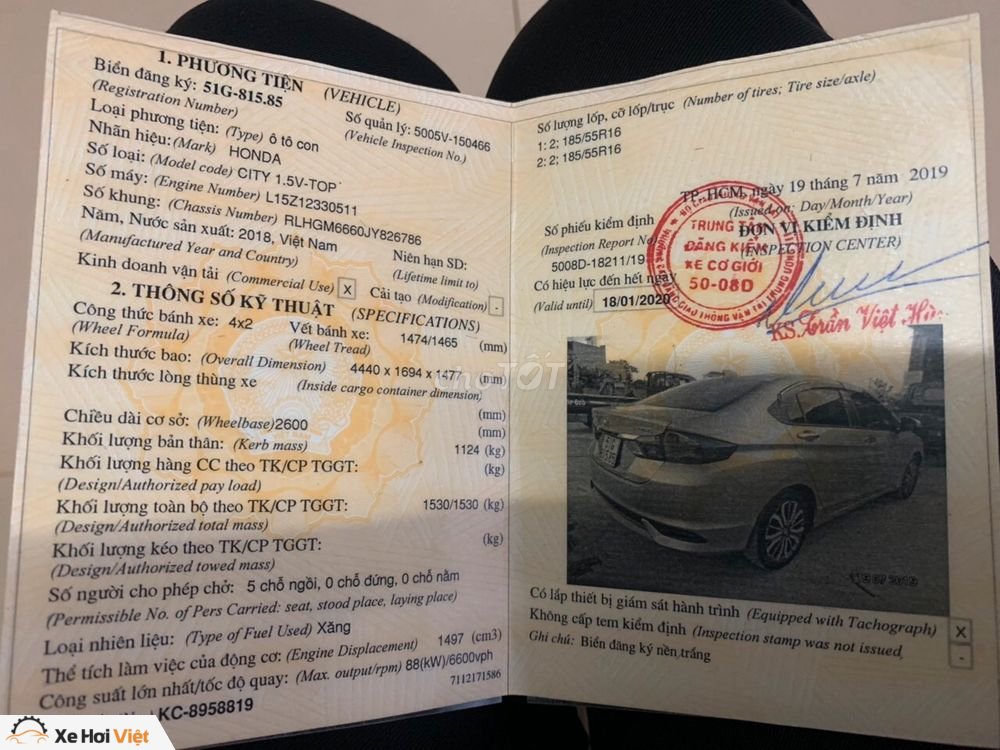 1. PHƯƠNG TIỆN (VEHICLE)
Biển đăng ký: 51G-815.85
(Registration Number)
Số quản lý: 5005V-150466
(Vehicle Inspection No.)
Loại phương tiện: (Type) ô tô con
Nhãn hiệu: (Mark) HONDA
Số loại: (Model code) CITY 1.5V-TOP
Số máy: (Engine Number) L15Z12330511
Số khung: (Chassis Number) RLHGM6660JY826786
Năm, Nước sản xuất: 2018, Việt Nam
(Manufactured Year and Country)
Niên hạn SD:
(Lifetime limit to)
Kinh doanh vận tải (Commercial Use) X
Cải tạo (Modification) -
2. THÔNG SỐ KỸ THUẬT (SPECIFICATIONS)
Công thức bánh xe: 4x2
(Wheel Formula)
Vết bánh xe: 1474/1465 (mm)
(Wheel Tread)
Kích thước bao: (Overall Dimension) 4440 x 1694 x 1477 (mm
Kích thước lòng thùng xe (Inside cargo container dimension)
(mm)
Chiều dài cơ sở: (Wheelbase)2600 (mm)
Khối lượng bản thân: (Kerb mass) 1124 (kg)
Khối lượng hàng CC theo TK/CP TGGT: (kg)
(Design/Authorized pay load)
Khối lượng toàn bộ theo TK/CP TGGT: 1530/1530 (kg)
(Design/Authorized total mass)
Khối lượng kéo theo TK/CP TGGT: (kg)
(Design/Authorized towed mass)
Số người cho phép chở: 5 chỗ ngồi, 0 chỗ đứng, 0 chỗ nằm
(Permissible No. of Pers Carried: seat, stood place, laying place)
Loại nhiên liệu: (Type of Fuel Used) Xăng
Thể tích làm việc của động cơ: (Engine Displacement) 1497 (cm3)
Công suất lớn nhất/tốc độ quay: (Max. output/rpm) 88(kW)/6600vph
7112171586
KC-8958819
Số lượng lốp, cỡ lốp/trục (Number of tires; Tire size/axle)
1: 2; 185/55R16
2: 2; 185/55R16
TP. HCM, ngày 19 tháng 7 năm 2019
(Issued on: Day/Month/Year)
Số phiếu kiểm định
(Inspection Report No)
5008D-18211/19
ĐƠN VỊ KIỂM ĐỊNH
(INSPECTION CENTER)
TRUNG TÂM
ĐĂNG KIỂM
XE CƠ GIỚI
50-08D
Có hiệu lực đến hết ngày
(Valid until) 18/01/2020
KS. Trần Việt
chợTỐT
19 07 2019
Có lắp thiết bị giám sát hành trình (Equipped with Tachograph) X
Không cấp tem kiểm định (Inspection stamp was not issued) -
Ghi chú: Biển đăng ký nền trắng
Xe Hơi Việt